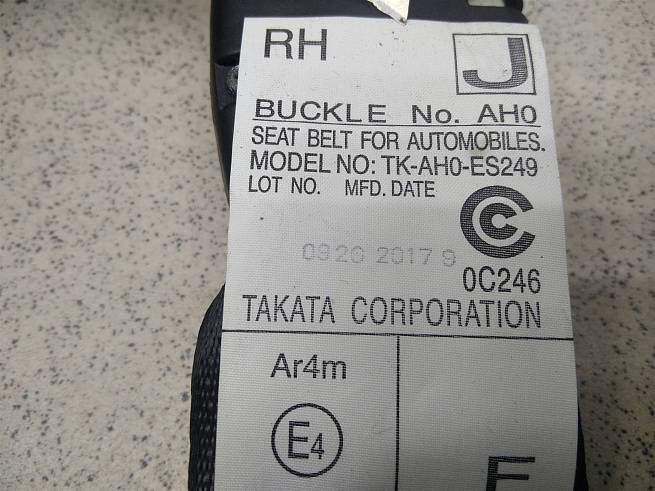 RH
J
BUCKLE No. AH0
SEAT BELT FOR AUTOMOBILES.
MODEL NO: TK-AH0-ES249
LOT NO. MFD. DATE
C
0926 2017 9
0C246
TAKATA CORPORATION
Ar4m
E4